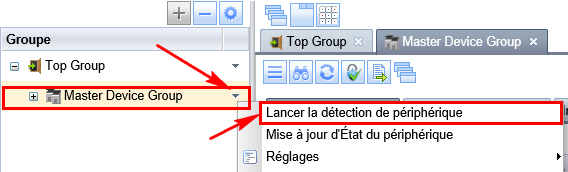 Groupe
Top Group
Master Device Group
Top Group
Master Device Group
Lancer la détection de périphérique
Mise à jour d'État du périphérique
Réglages